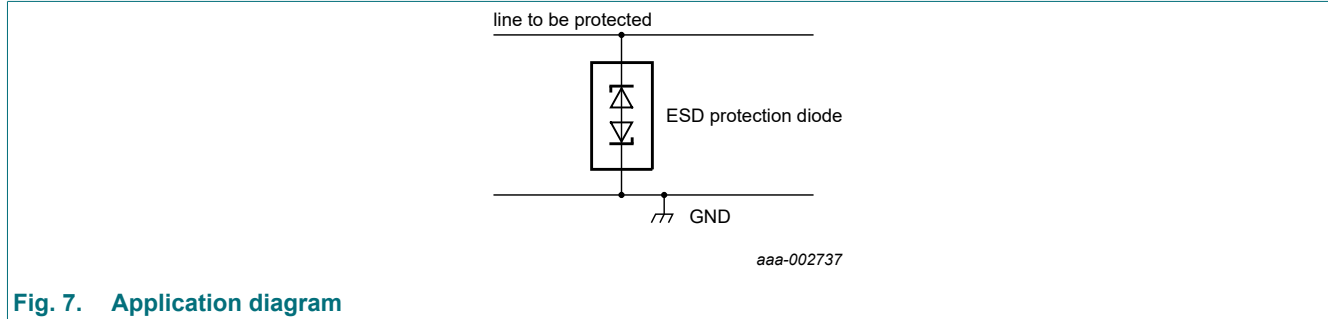 line to be protected
ESD protection diode
GND
aaa-002737
Fig. 7. Application diagram